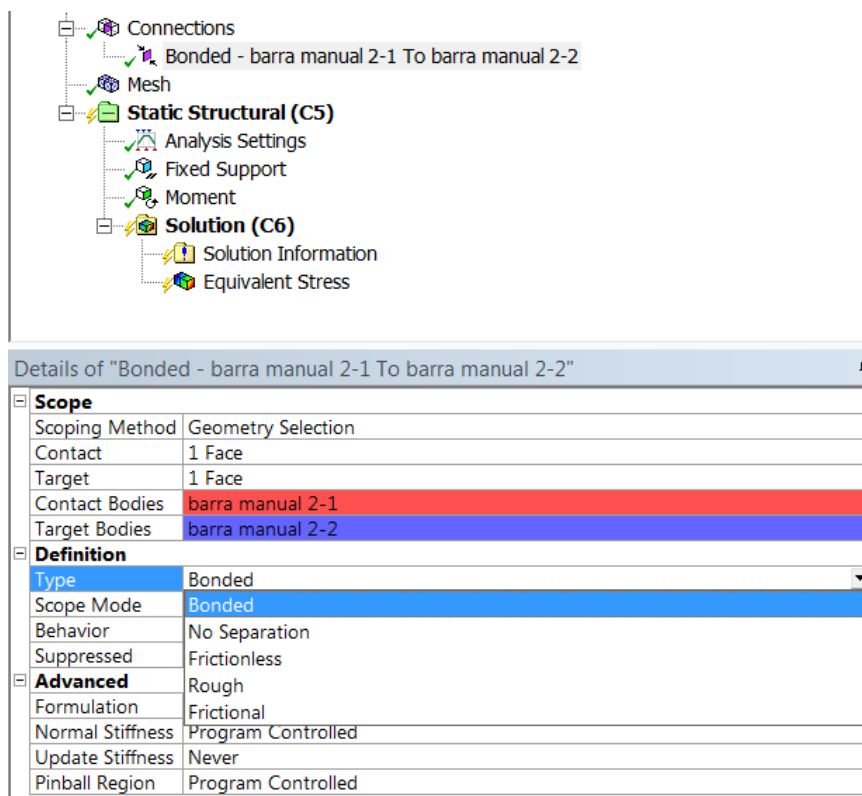 Connections
Bonded - barra manual 2-1 To barra manual 2-2
Mesh
Static Structural (C5)
Analysis Settings
Fixed Support
Moment
Solution (C6)
Solution Information
Equivalent Stress
Details of "Bonded - barra manual 2-1 To barra manual 2-2"
Scope
Scoping Method Geometry Selection
Contact 1 Face
Target 1 Face
Contact Bodies barra manual 2-1
Target Bodies barra manual 2-2
Definition
Type Bonded
Scope Mode Bonded
Behavior No Separation
Suppressed Frictionless
Advanced Rough
Formulation Frictional
Normal Stiffness Program Controlled
Update Stiffness Never
Pinball Region Program Controlled